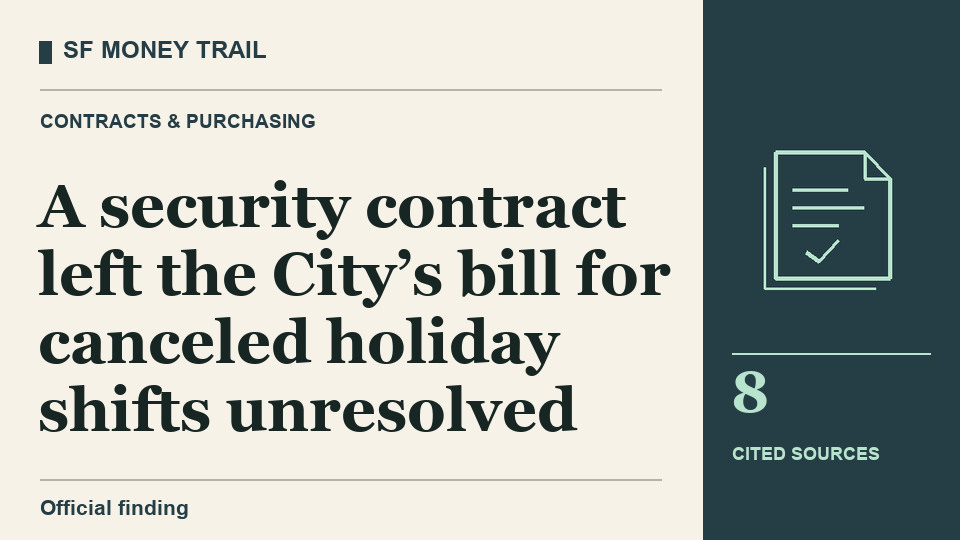 SF MONEY TRAIL
CONTRACTS & PURCHASING
A security contract
left the City’s bill for
canceled holiday
shifts unresolved
Official finding
8
CITED SOURCES